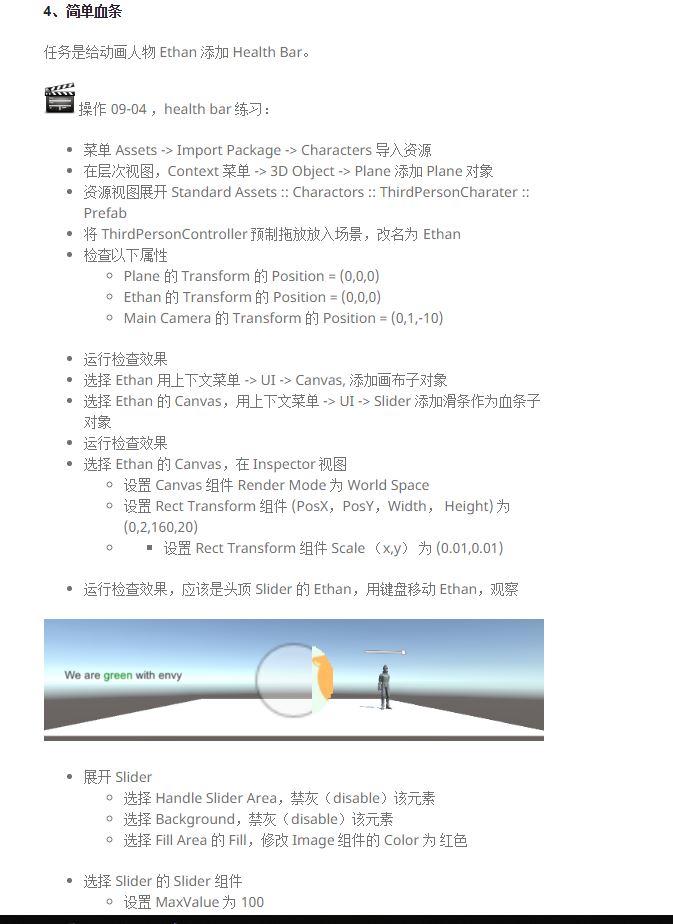 4、简单血条
任务是给动画人物 Ethan 添加 Health Bar。
操作 09-04 ，health bar 练习：
菜单 Assets -> Import Package -> Characters 导入资源
在层次视图，Context 菜单 -> 3D Object -> Plane 添加 Plane 对象
资源视图展开 Standard Assets :: Charactors :: ThirdPersonCharater ::
Prefab
将 ThirdPersonController 预制拖放放入场景，改名为 Ethan
检查以下属性
Plane 的 Transform 的 Position = (0,0,0)
Ethan 的 Transform 的 Position = (0,0,0)
Main Camera 的 Transform 的 Position = (0,1,-10)
运行检查效果
选择 Ethan 用上下文菜单 -> UI -> Canvas, 添加画布子对象
选择 Ethan 的 Canvas，用上下文菜单 -> UI -> Slider 添加滑条作为血条子
对象
运行检查效果
选择 Ethan 的 Canvas，在 Inspector 视图
设置 Canvas 组件 Render Mode 为 World Space
设置 Rect Transform 组件 (PosX，PosY，Width， Height) 为
(0,2,160,20)
设置 Rect Transform 组件 Scale （x,y） 为 (0.01,0.01)
运行检查效果，应该是头顶 Slider 的 Ethan，用键盘移动 Ethan，观察
We are green with envy
展开 Slider
选择 Handle Slider Area，禁灰（disable）该元素
选择 Background，禁灰（disable）该元素
选择 Fill Area 的 Fill，修改 Image 组件的 Color 为 红色
选择 Slider 的 Slider 组件
设置 MaxValue 为 100